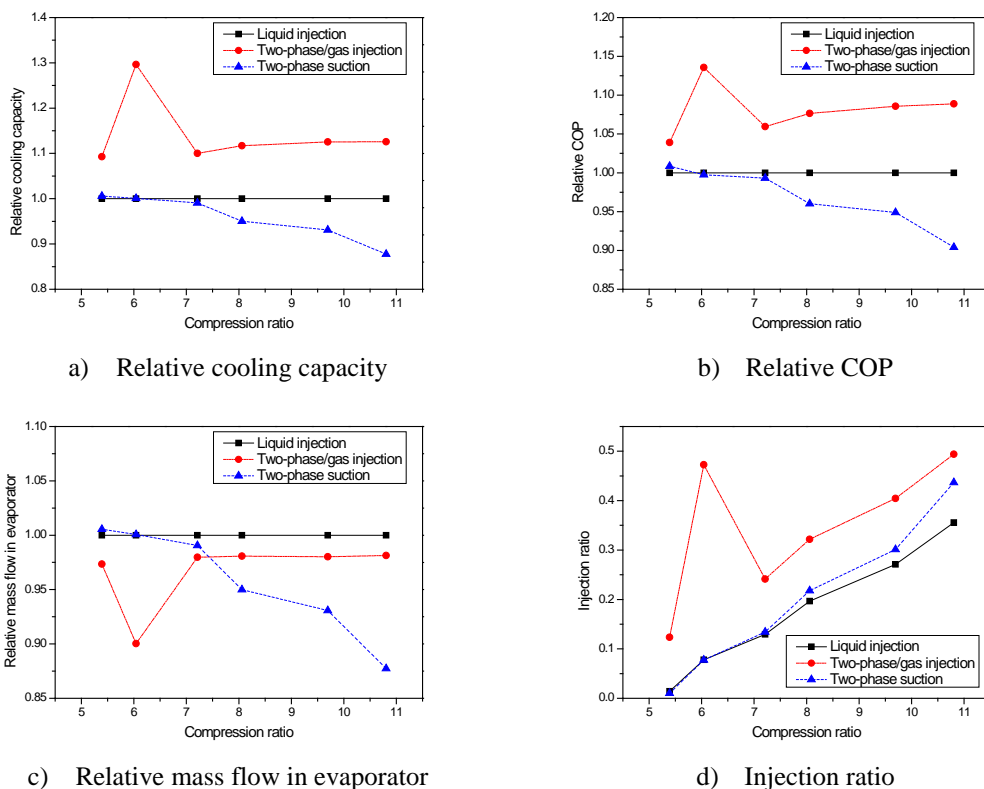 1.4
1.3
1.2
1.1
1.0
0.9
0.8
Relative cooling capacity
Liquid injection
Two-phase/gas injection
Two-phase suction
5 6 7 8 9 10 11
Compression ratio
a) Relative cooling capacity
1.20
1.15
1.10
1.05
1.00
0.95
0.90
0.85
Relative COP
Liquid injection
Two-phase/gas injection
Two-phase suction
5 6 7 8 9 10 11
Compression ratio
b) Relative COP
1.10
1.05
1.00
0.95
0.90
0.85
Relative mass flow in evaporator
Liquid injection
Two-phase/gas injection
Two-phase suction
5 6 7 8 9 10 11
Compression ratio
c) Relative mass flow in evaporator
0.5
0.4
0.3
0.2
0.1
0.0
Injection ratio
Liquid injection
Two-phase/gas injection
Two-phase suction
5 6 7 8 9 10 11
Compression ratio
d) Injection ratio